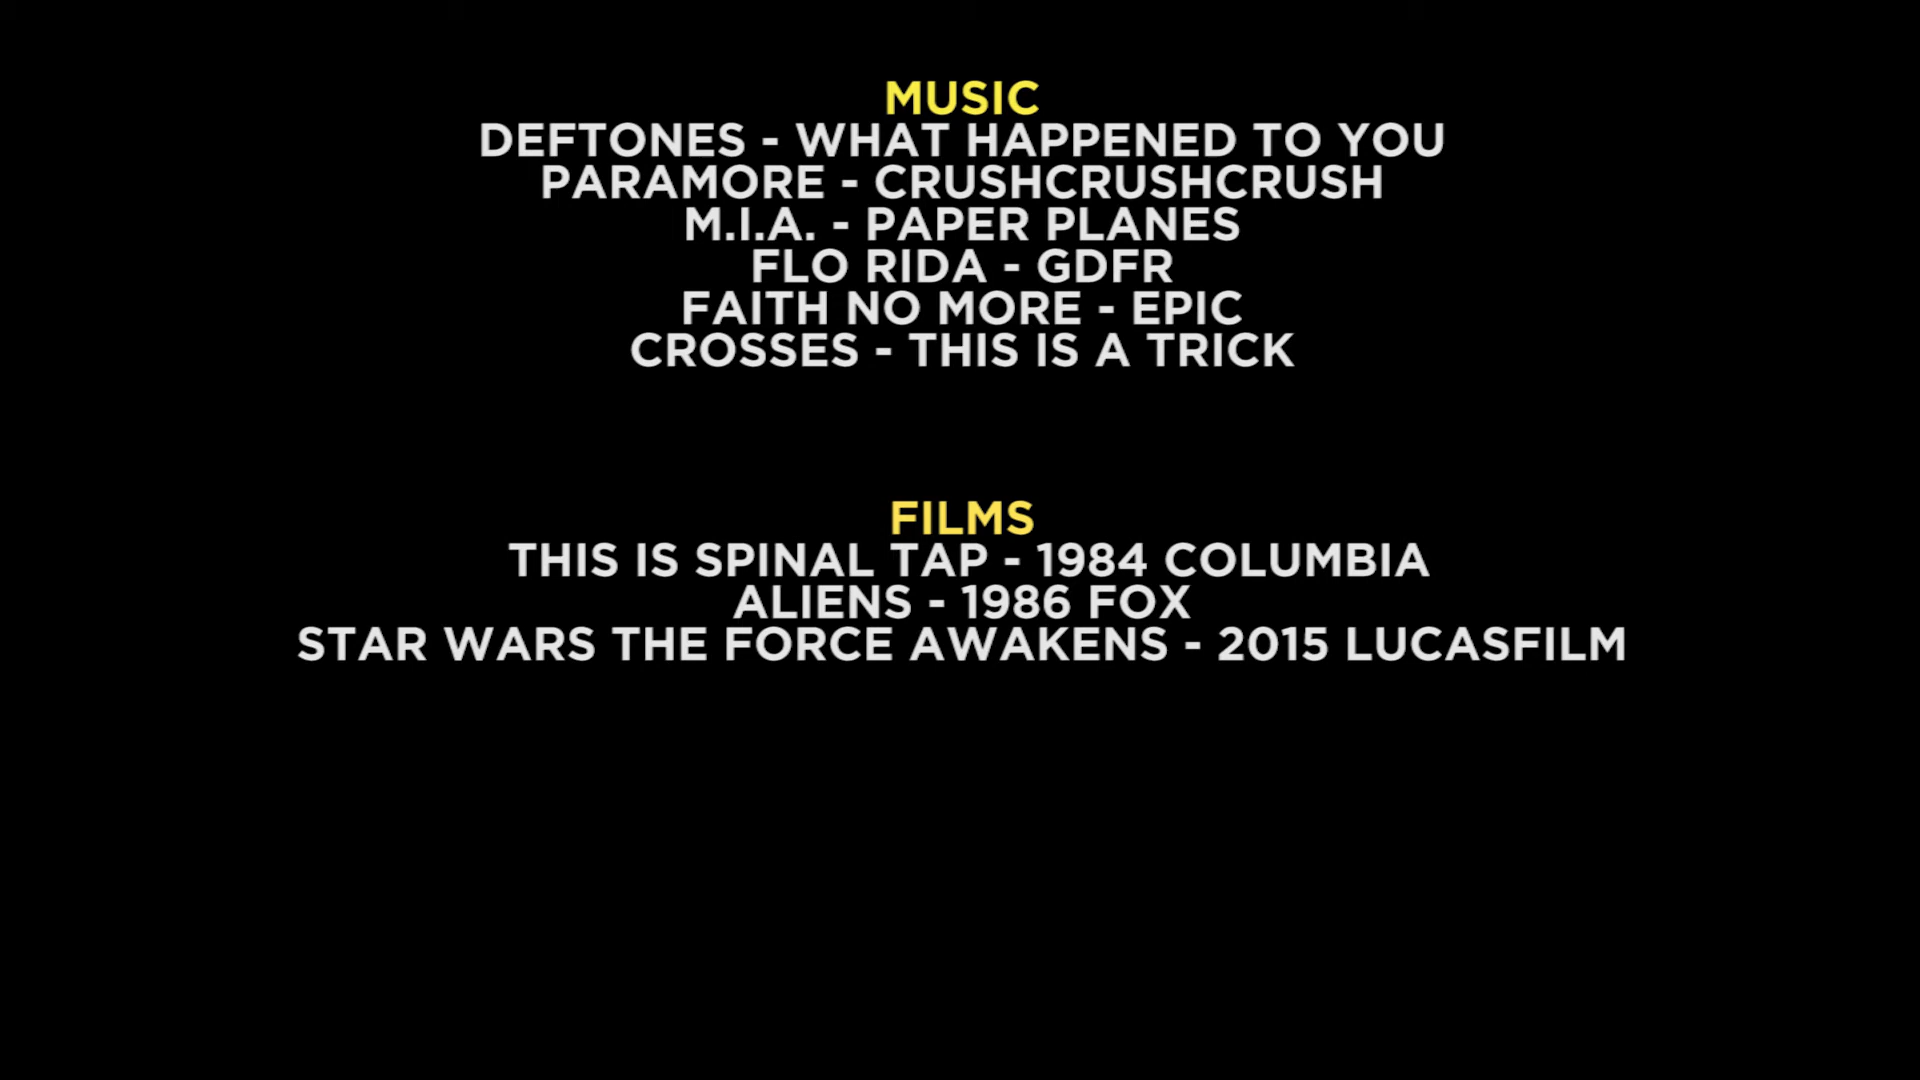 MUSIC
DEFTONES - WHAT HAPPENED TO YOU
PARAMORE - CRUSHCRUSHCRUSH
M.I.A. - PAPER PLANES
FLO RIDA - GDFR
FAITH NO MORE - EPIC
CROSSES - THIS IS A TRICK
FILMS
THIS IS SPINAL TAP - 1984 COLUMBIA
ALIENS - 1986 FOX
STAR WARS THE FORCE AWAKENS - 2015 LUCASFILM